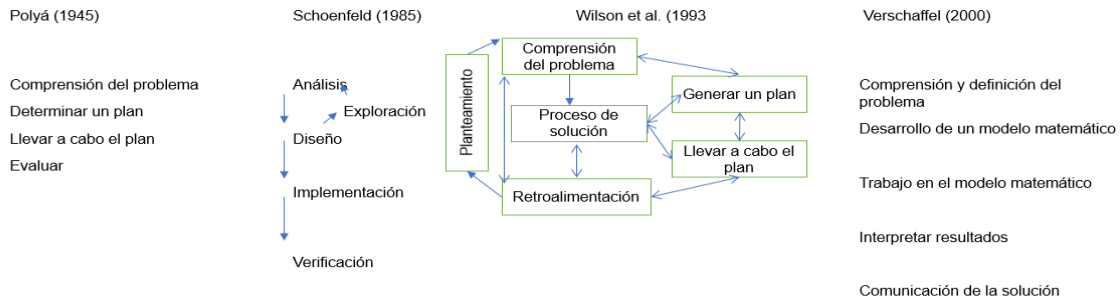 Polyá (1945)
Comprensión del problema
Determinar un plan
Llevar a cabo el plan
Evaluar
Schoenfeld (1985)
Análisis
Exploración
Diseño
Implementación
Verificación
Wilson et al. (1993
Planteamiento
Comprensión
del problema
Generar un plan
Proceso de
solución
Llevar a cabo el
plan
Retroalimentación
Verschaffel (2000)
Comprensión y definición del
problema
Desarrollo de un modelo matemático
Trabajo en el modelo matemático
Interpretar resultados
Comunicación de la solución